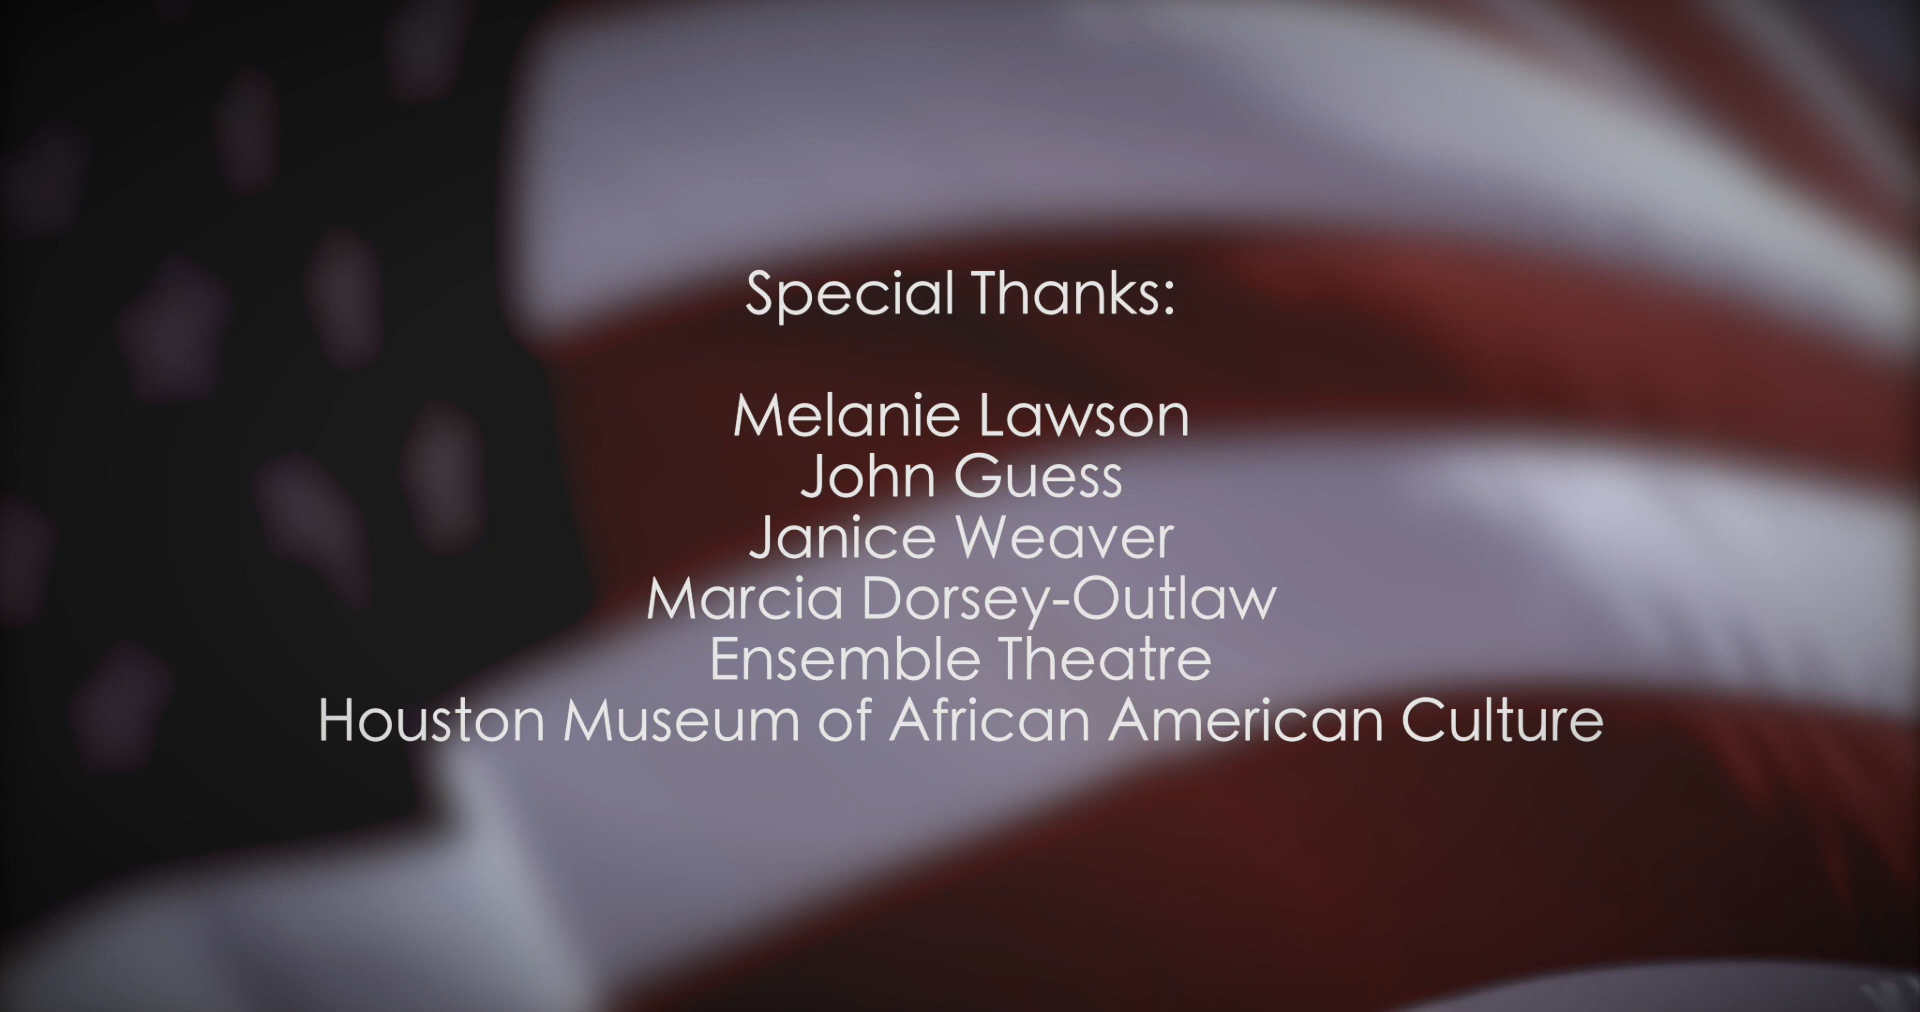 Special Thanks:
Melanie Lawson
John Guess
Janice Weaver
Marcia Dorsey-Outlaw
Ensemble Theatre
Houston Museum of African American Culture